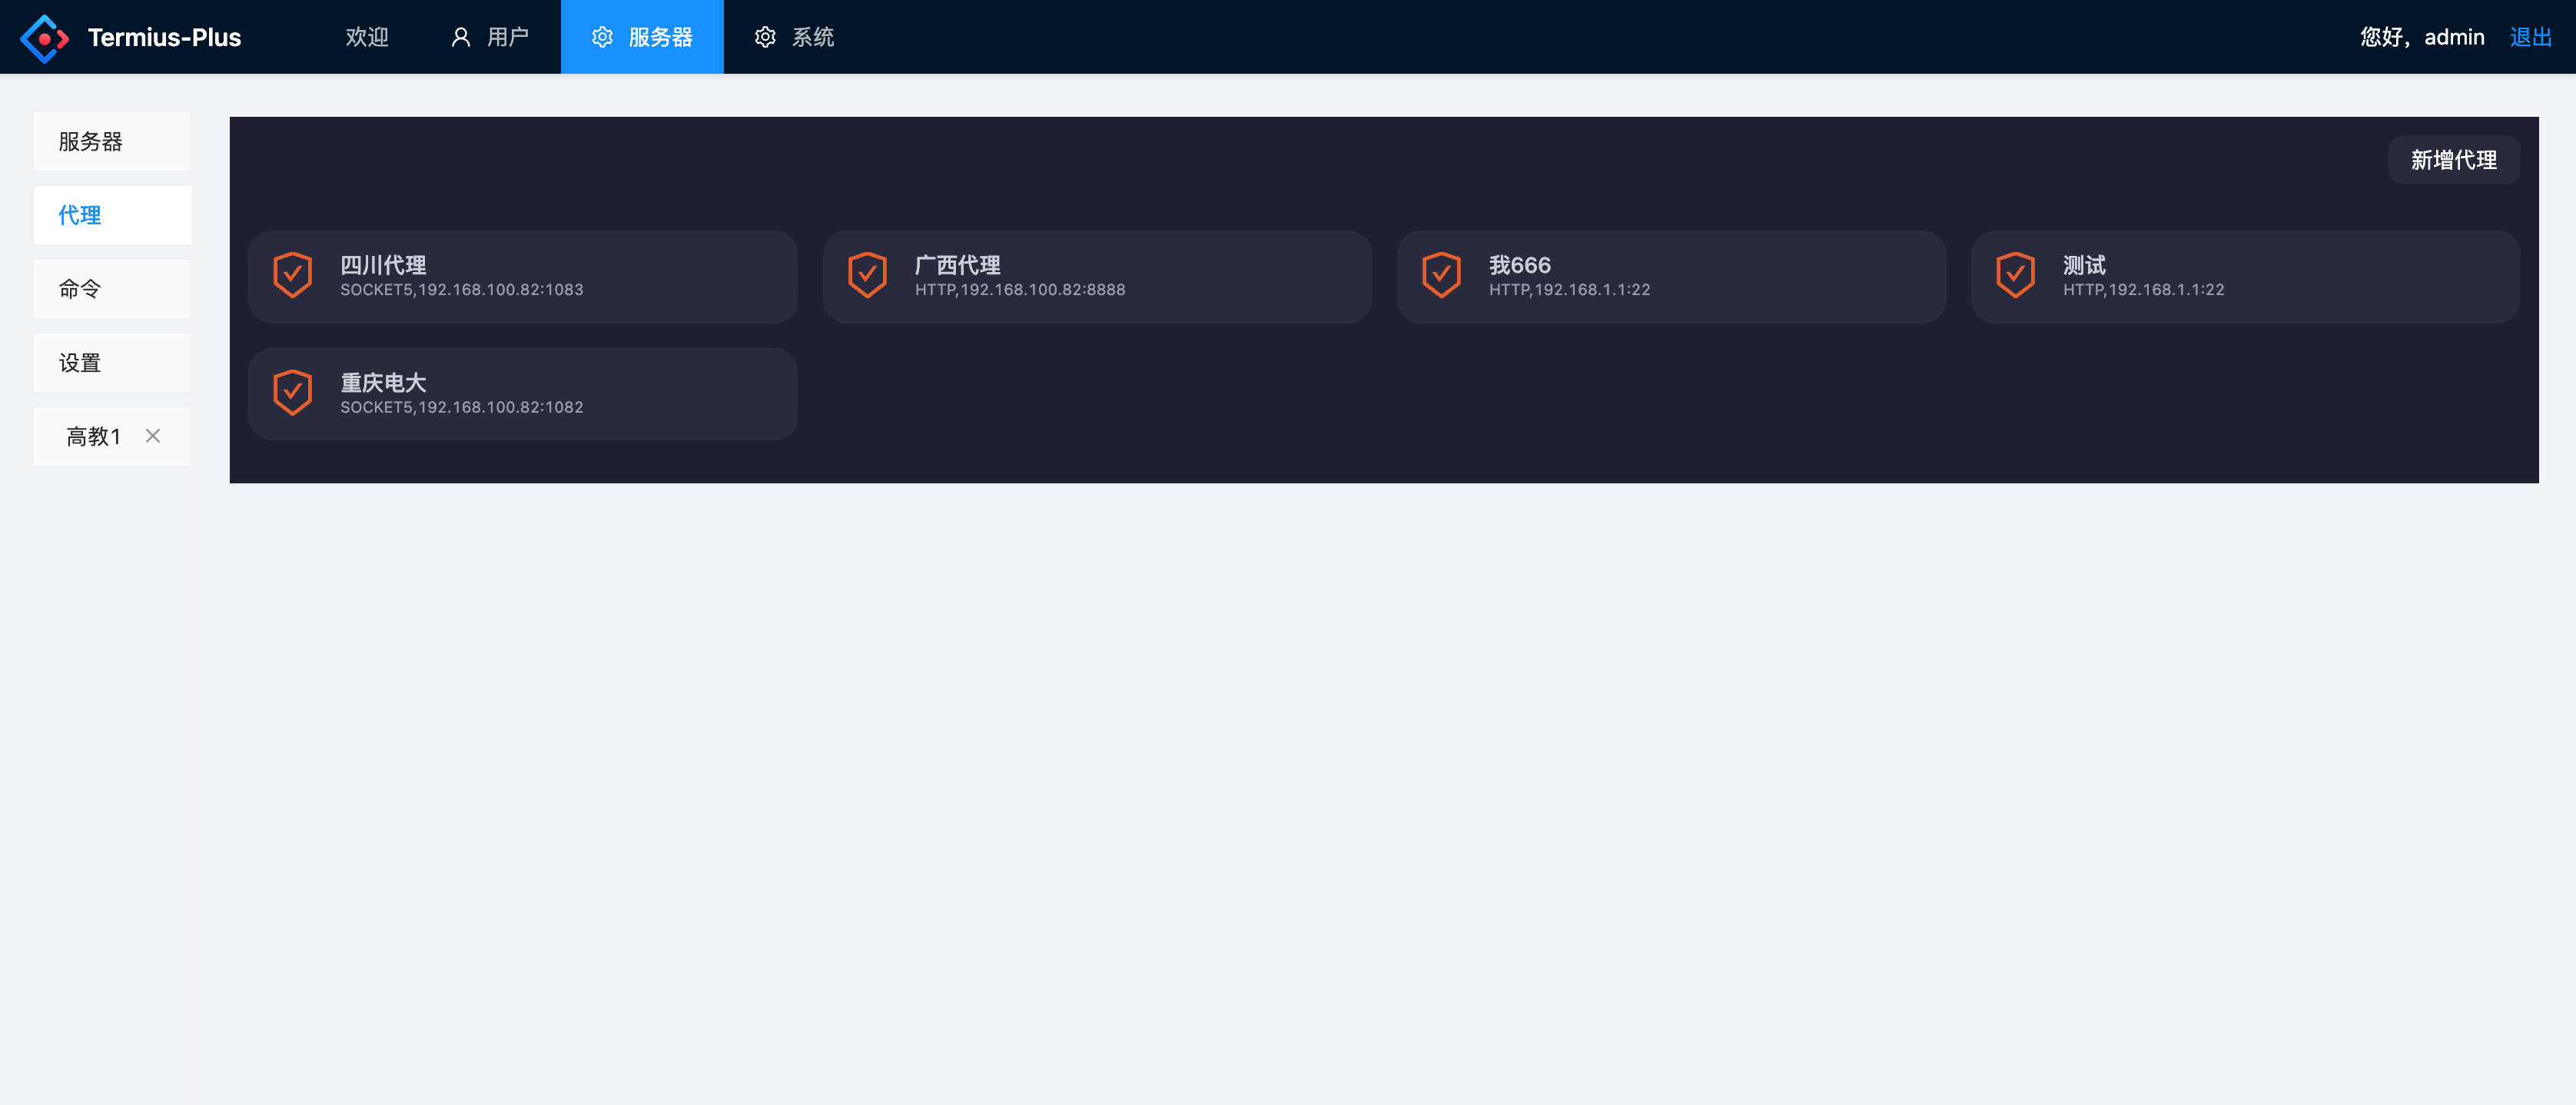 Termius-Plus
欢迎
用户
服务器
系统
您好，admin
退出
服务器
代理
命令
设置
高教1
新增代理
四川代理
SOCKET5,192.168.100.82:1083
广西代理
HTTP,192.168.100.82:8888
我666
HTTP,192.168.1.1:22
测试
HTTP,192.168.1.1:22
重庆电大
SOCKET5,192.168.100.82:1082